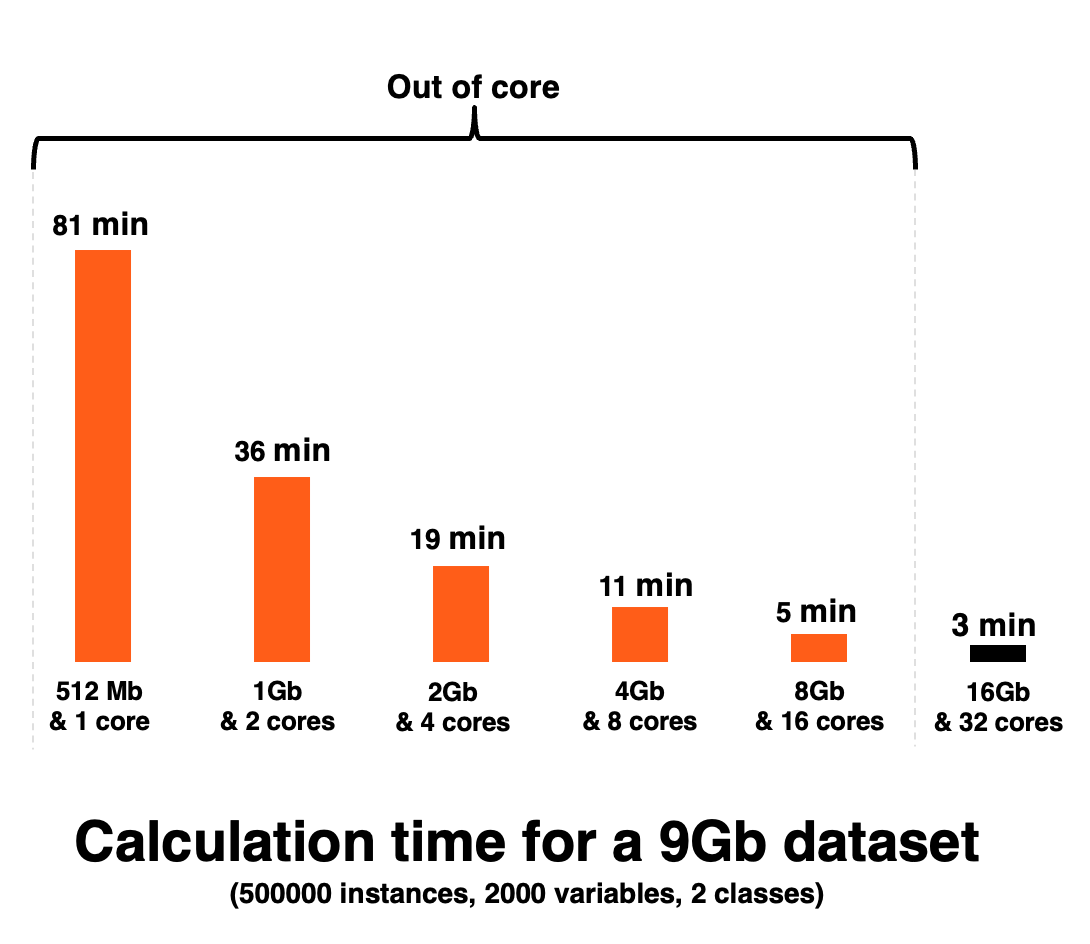 Out of core
81 min
36 min
19 min
11 min
5 min
3 min
512 Mb
& 1 core
1Gb
& 2 cores
2Gb
& 4 cores
4Gb
& 8 cores
8Gb
& 16 cores
16Gb
& 32 cores
Calculation time for a 9Gb dataset
(500000 instances, 2000 variables, 2 classes)